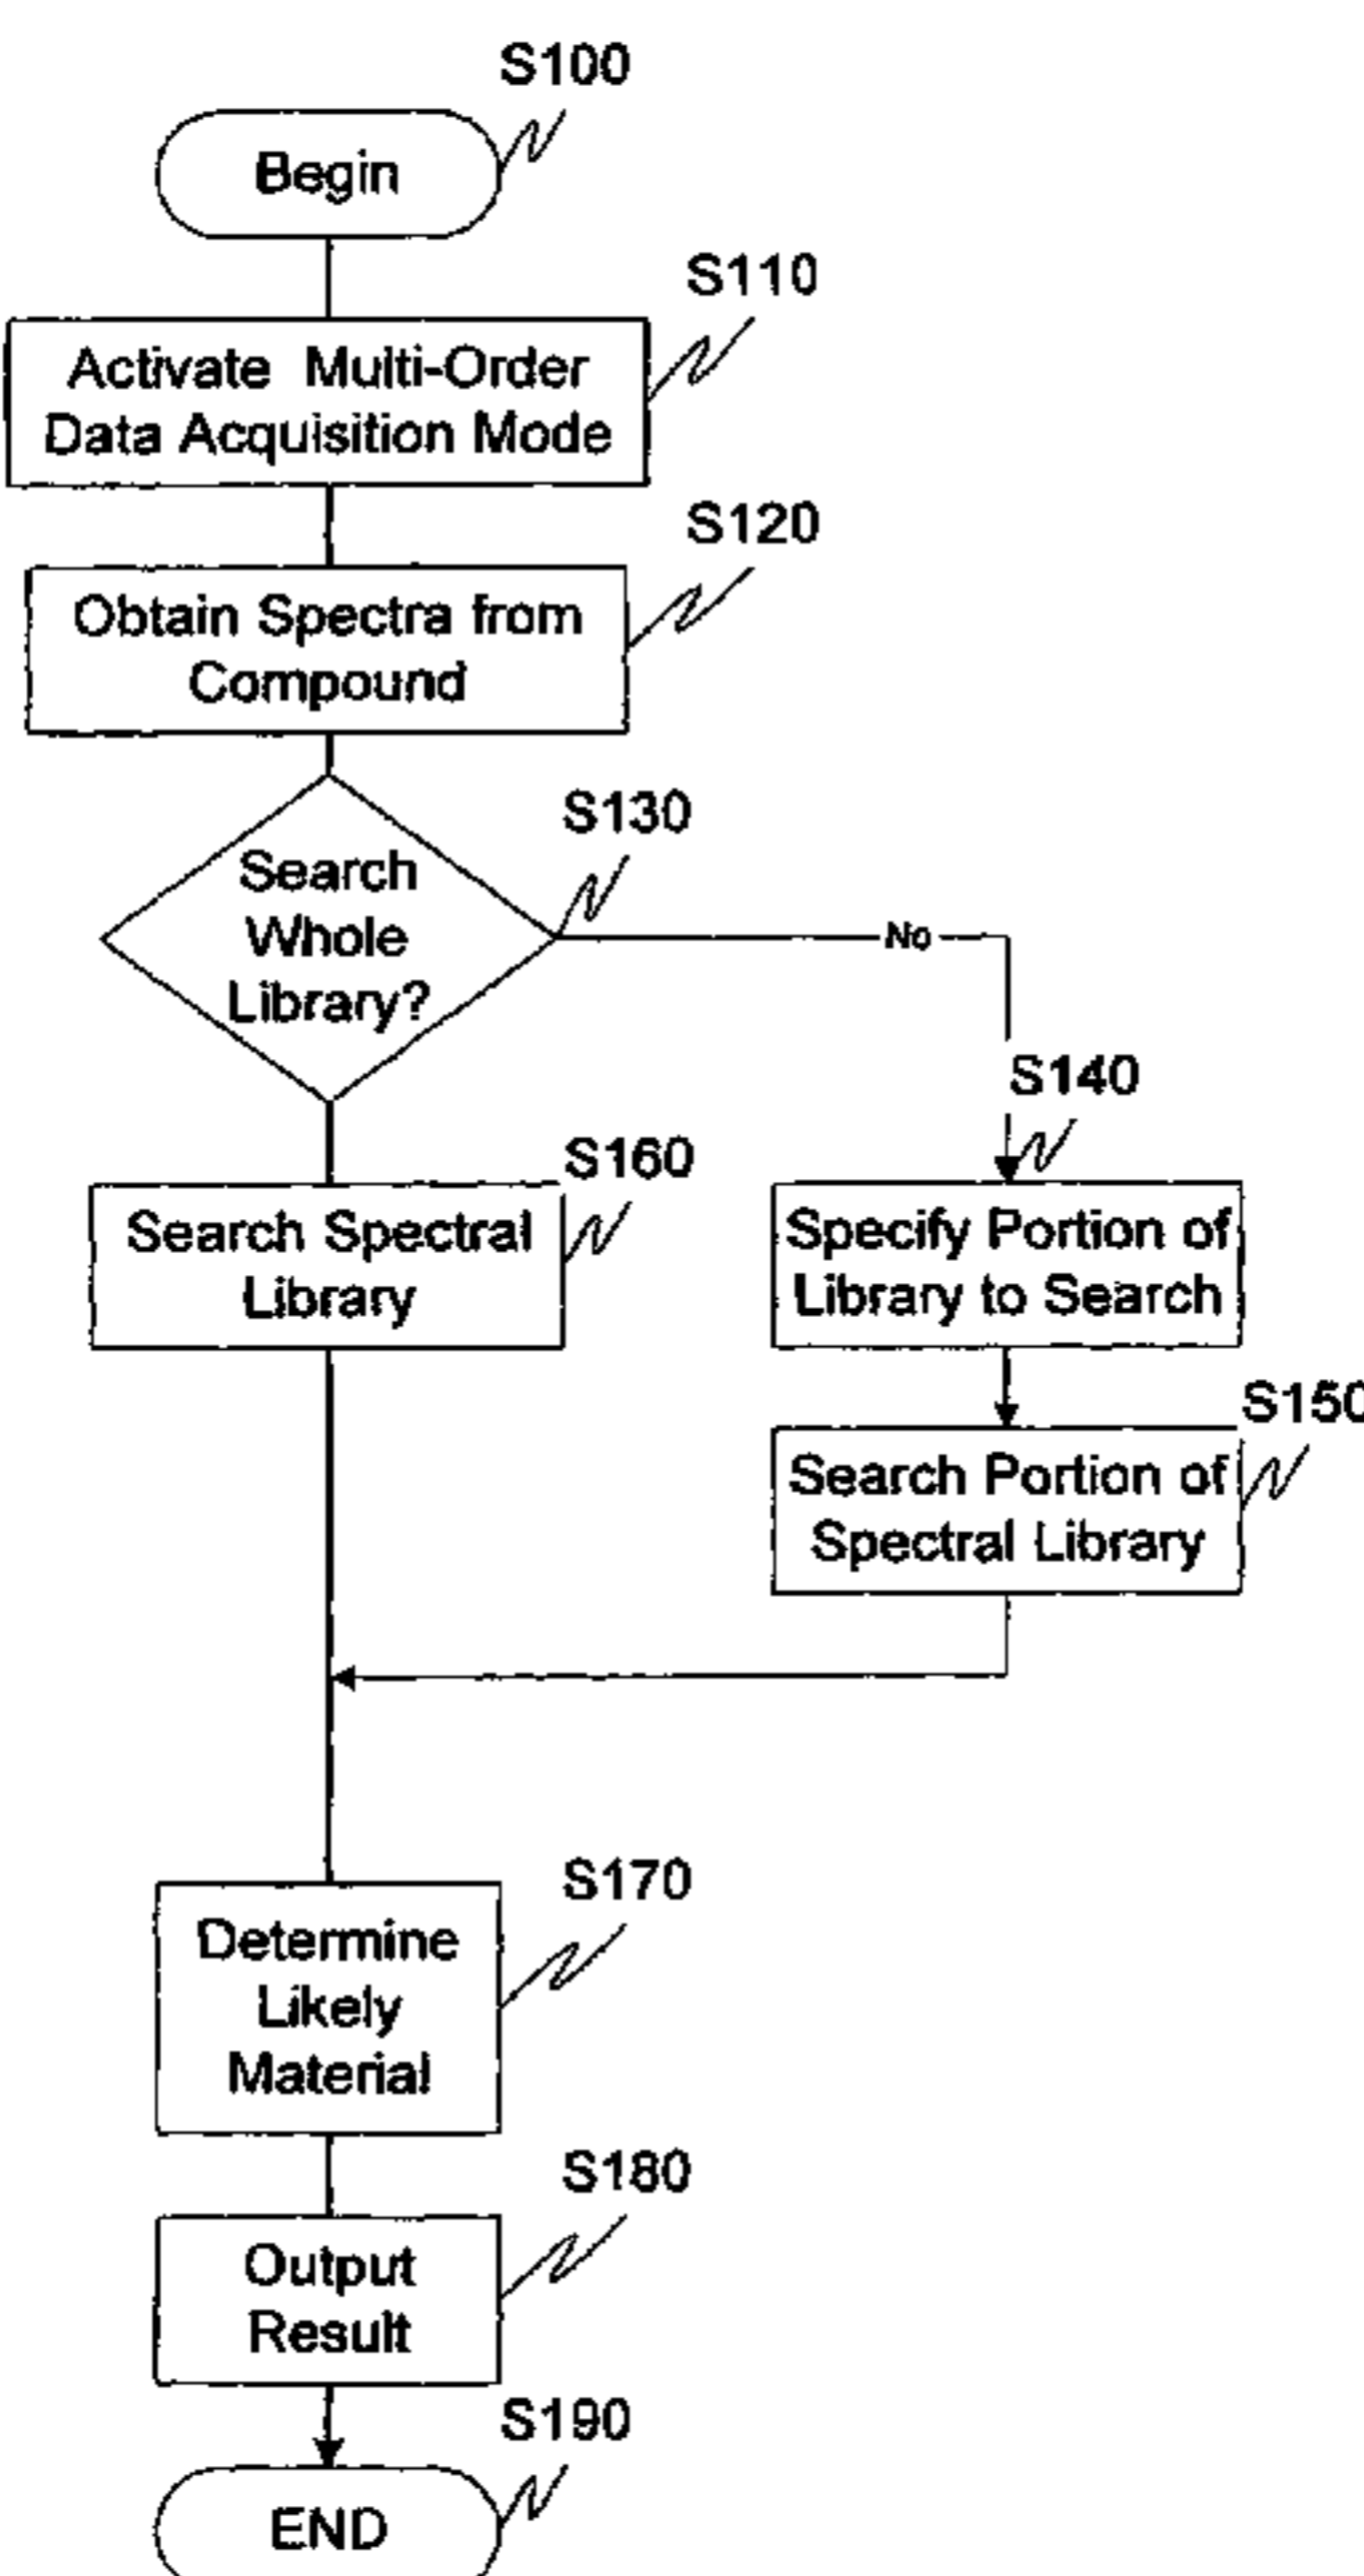 S100
Begin
S110
Activate Multi-Order
Data Acquisition Mode
S120
Obtain Spectra from
Compound
S130
Search
Whole
Library?
No
S140
S160
Search Spectral
Library
Specify Portion of
Library to Search
S150
Search Portion of
Spectral Library
S170
Determine
Likely
Material
S180
Output
Result
S190
END